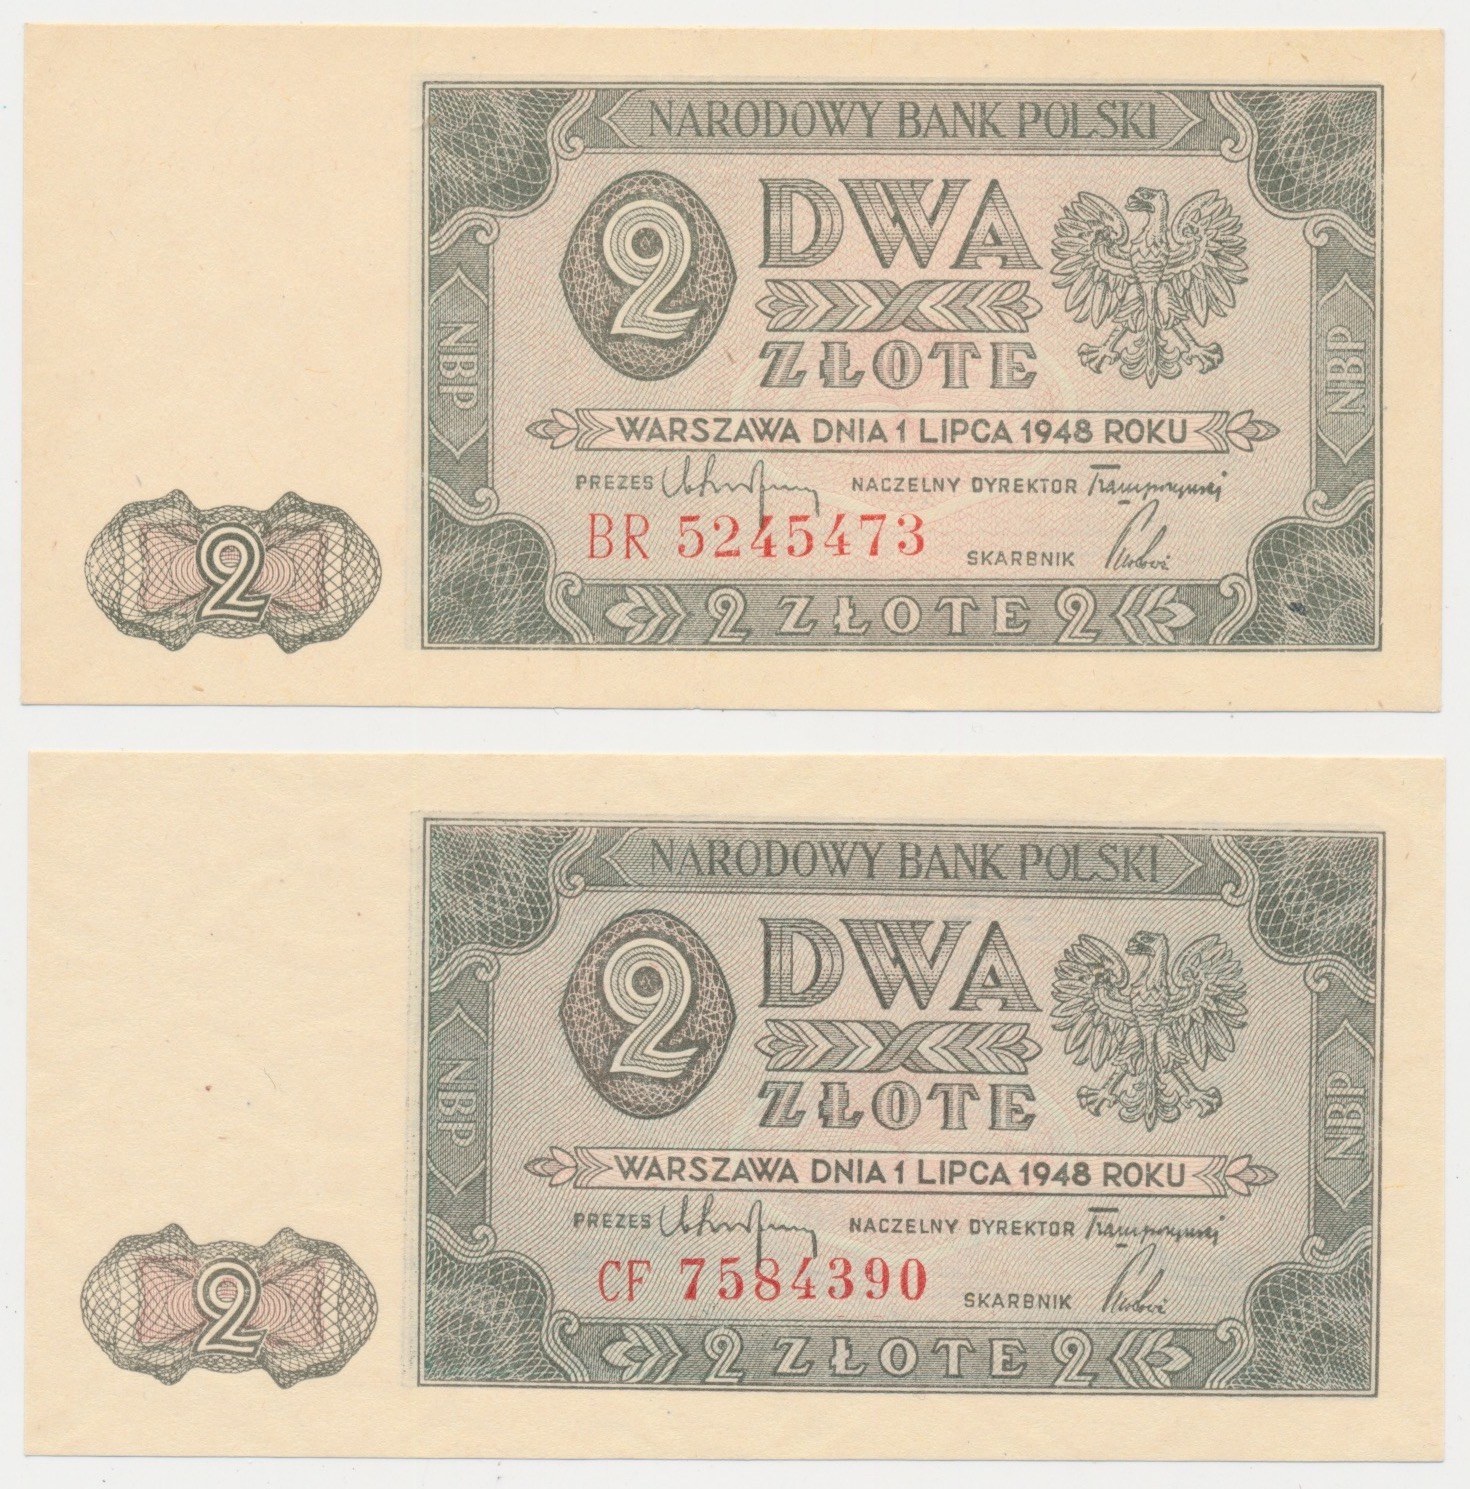 NARODOWY BANK POLSKI
2
DWA
ZŁOTE
NBP
NBP
WARSZAWA DNIA 1 LIPCA 1948 ROKU
PREZES NACZELNY DYREKTOR
BR 5245473
SKARBNIK
2
2 ZŁOTE 2
NARODOWY BANK POLSKI
2
DWA
ZŁOTE
NBP
NBP
WARSZAWA DNIA 1 LIPCA 1948 ROKU
PREZES NACZELNY DYREKTOR
CF 7584390
SKARBNIK
2
2 ZŁOTE 2